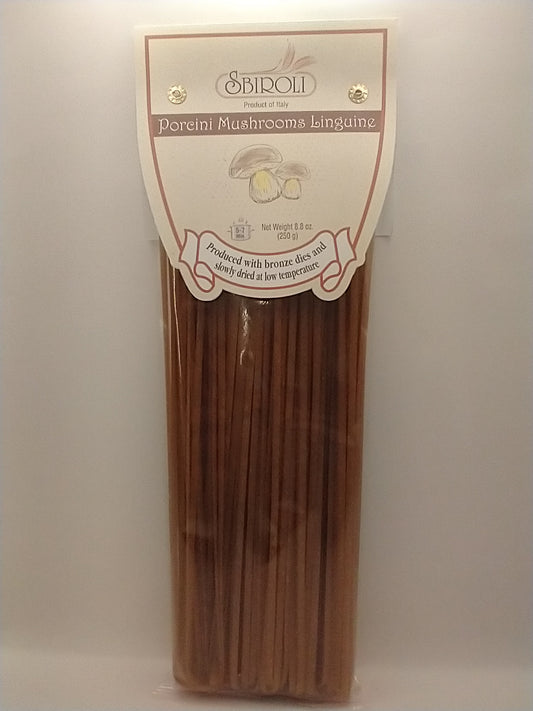 SBIROLI
Product of Italy
Porcini Mushrooms Linguine
Net Weight 8.8 oz.
(250 g)
Produced with bronze dies and
slowly dried at low temperature